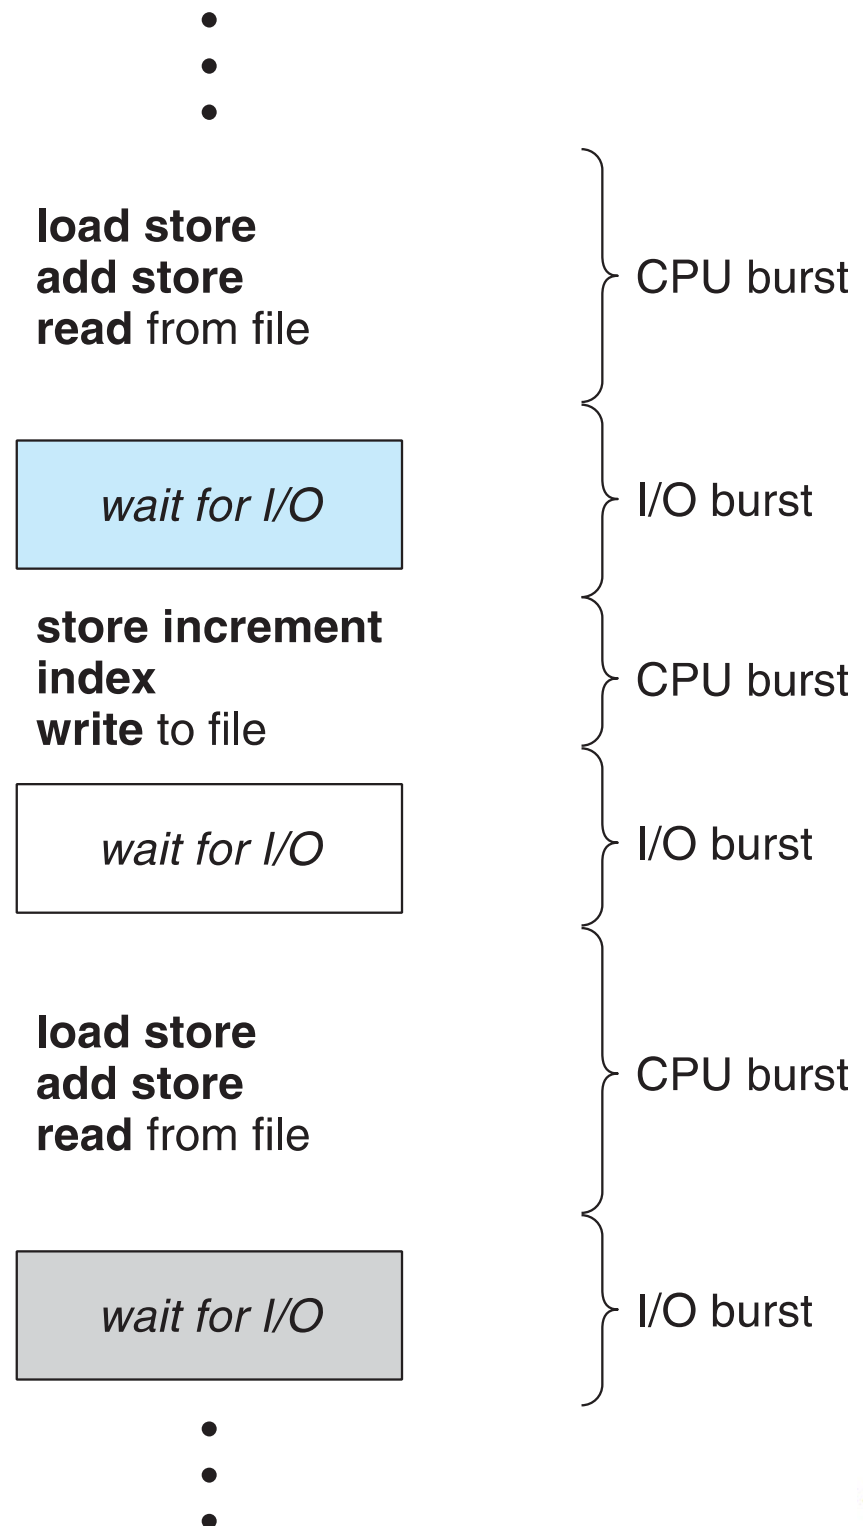 load store
add store
read from file
CPU burst
wait for I/O
I/O burst
store increment
index
write to file
CPU burst
wait for I/O
I/O burst
load store
add store
read from file
CPU burst
wait for I/O
I/O burst